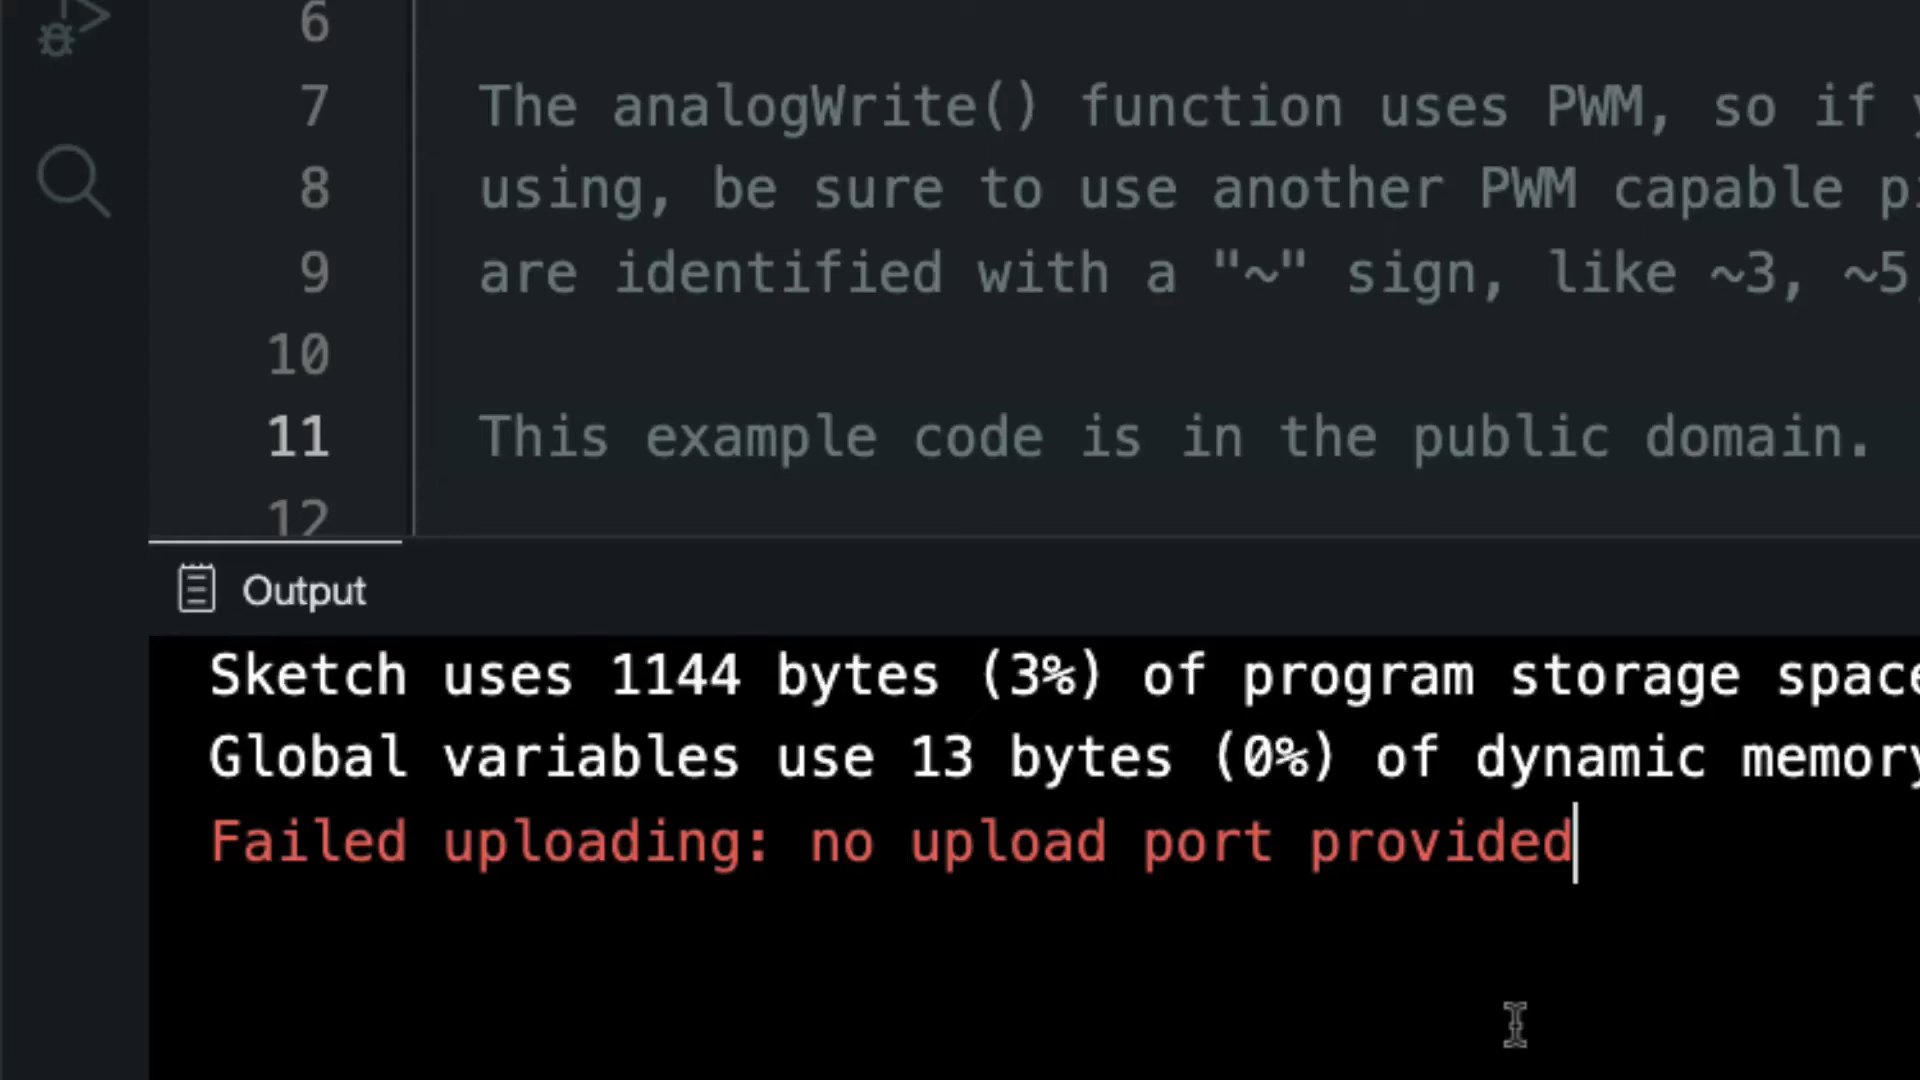 6
7 The analogWrite() function uses PWM, so if
8 using, be sure to use another PWM capable
9 are identified with a "~" sign, like ~3, ~5
10
11 This example code is in the public domain.
12
Output
Sketch uses 1144 bytes (3%) of program storage space
Global variables use 13 bytes (0%) of dynamic memory
Failed uploading: no upload port provided